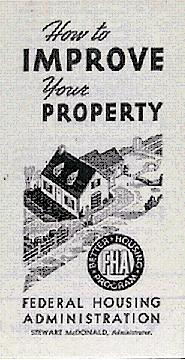 How to
IMPROVE
Your
PROPERTY
BETTER · HOUSING
FHA
PROGRAM
FEDERAL HOUSING
ADMINISTRATION
STEWART McDONALD, Administrator.